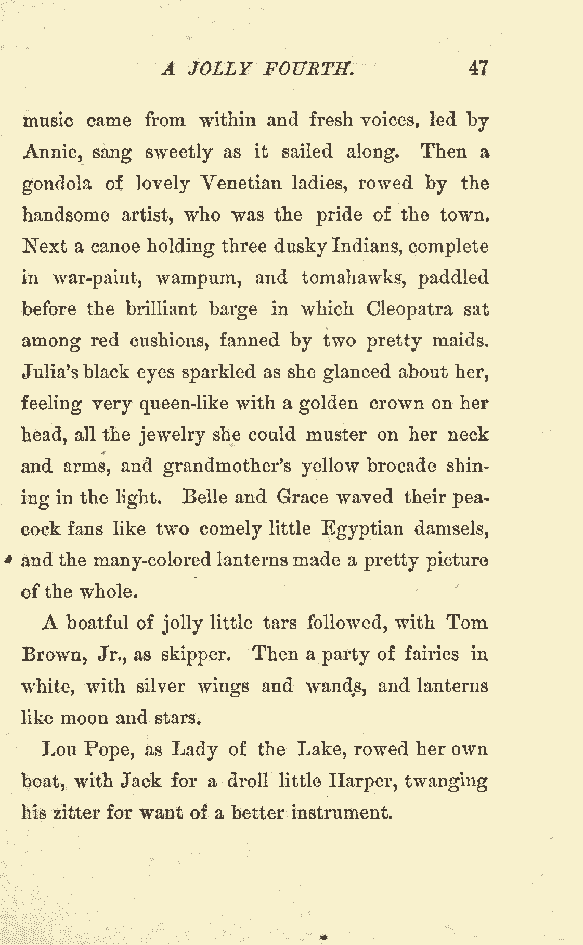 A JOLLY FOURTH. 47
music came from within and fresh voices, led by
Annie, sang sweetly as it sailed along. Then a
gondola of lovely Venetian ladies, rowed by the
handsome artist, who was the pride of the town.
Next a canoe holding three dusky Indians, complete
in war-paint, wampum, and tomahawks, paddled
before the brilliant barge in which Cleopatra sat
among red cushions, fanned by two pretty maids.
Julia's black eyes sparkled as she glanced about her,
feeling very queen-like with a golden crown on her
head, all the jewelry she could muster on her neck
and arms, and grandmother's yellow brocade shin-
ing in the light. Belle and Grace waved their pea-
cock fans like two comely little Egyptian damsels,
and the many-colored lanterns made a pretty picture
of the whole.
A boatful of jolly little tars followed, with Tom
Brown, Jr., as skipper. Then a party of fairies in
white, with silver wings and wands, and lanterns
like moon and stars.
Lou Pope, as Lady of the Lake, rowed her own
boat, with Jack for a droll little Harper, twanging
his zitter for want of a better instrument.